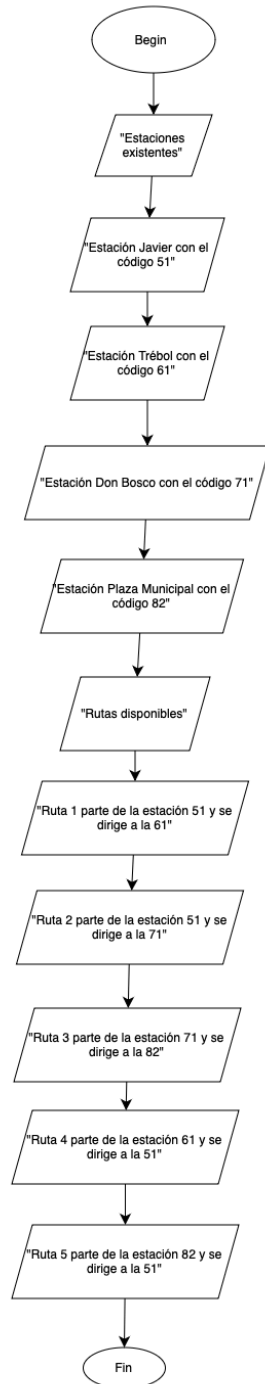 Begin
"Estaciones
existentes"
"Estación Javier con el
código 51"
"Estación Trébol con el
código 61"
"Estación Don Bosco con el código 71"
"Estación Plaza Municipal con el
código 82"
"Rutas disponibles"
"Ruta 1 parte de la estación 51 y se
dirige a la 61"
"Ruta 2 parte de la estación 51 y se
dirige a la 71"
"Ruta 3 parte de la estación 71 y se
dirige a la 82"
"Ruta 4 parte de la estación 61 y se
dirige a la 51"
"Ruta 5 parte de la estación 82 y se
dirige a la 51"
Fin